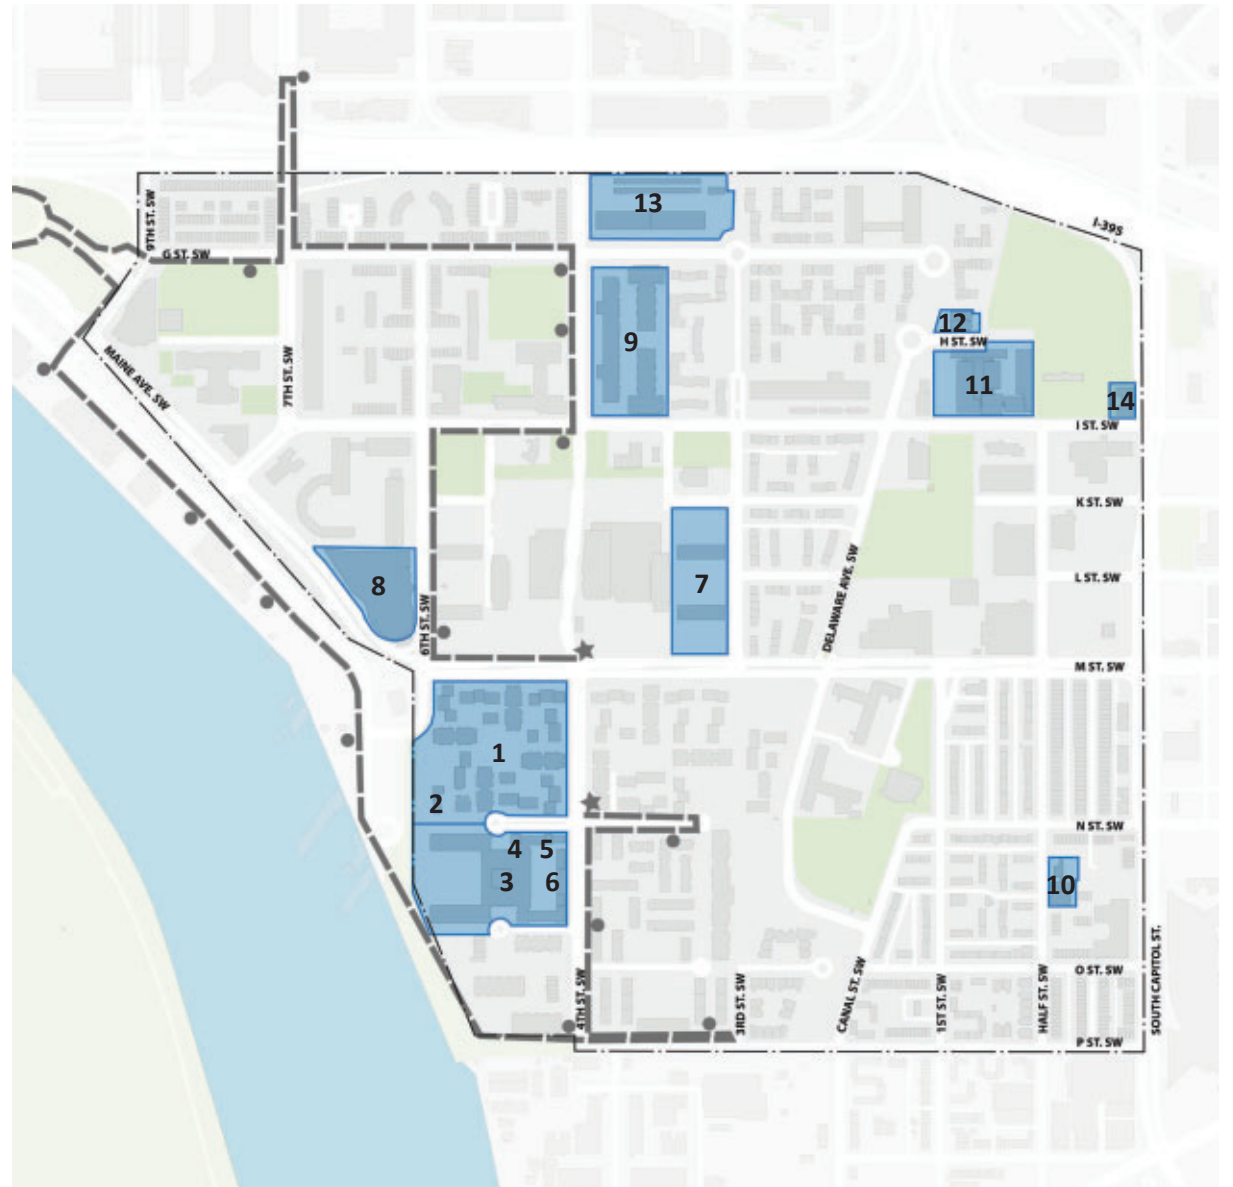 13
I-395
9TH ST. SW
G ST. SW
12
H ST. SW
9
MAINE AVE. SW
7TH ST. SW
11
14
I ST. SW
K ST. SW
8
7
L ST. SW
DELAWARE AVE. SW
6TH ST. SW
M ST. SW
1
2
N ST. SW
4
5
3
6
10
4TH ST. SW
3RD ST. SW
CANAL ST. SW
1ST ST. SW
HALF ST. SW
O ST. SW
SOUTH CAPITOL ST.
P ST. SW